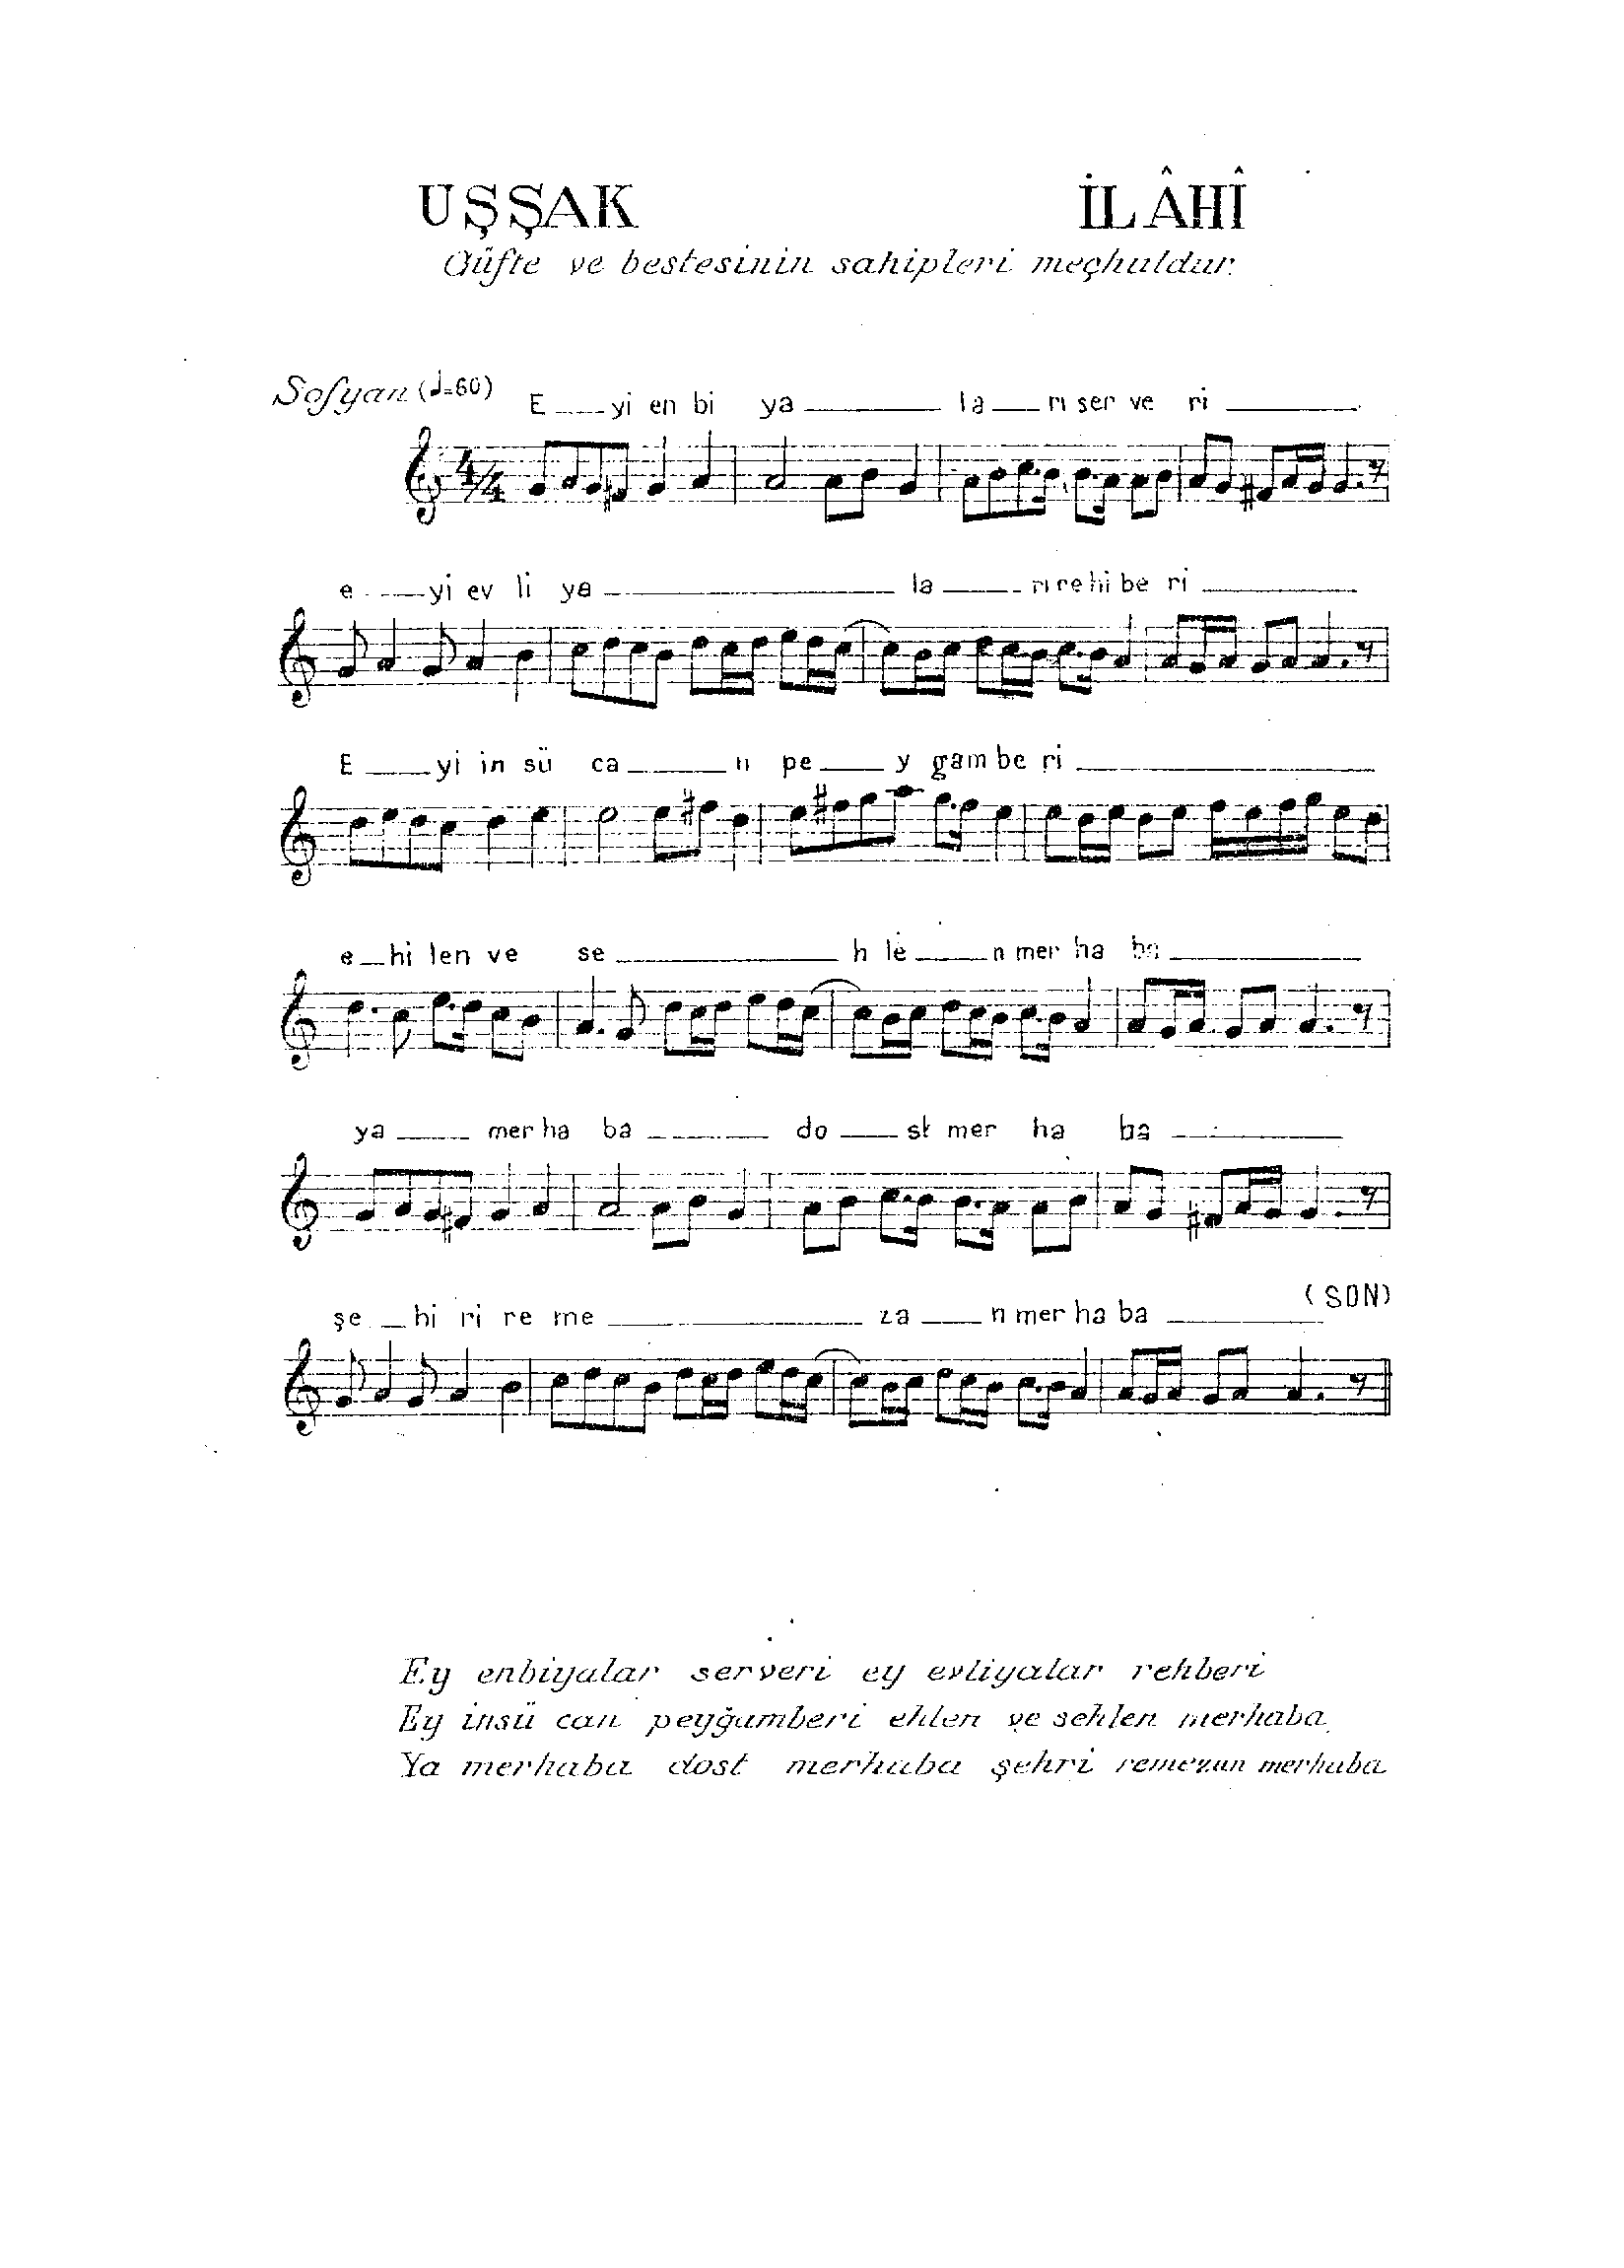 UŞŞAK İLÂHÎ
Güfte ve bestesinin sahipleri meçhuldur.
Sofyan (♩=60) E yi en bi ya la rı ser ve ri
4/4
e yi ev li ya la rı re hi be ri
E yi in sü ca n pe y gam be ri
e hi len ve se h le n mer ha ba
ya mer ha ba do st mer ha ba
(SON)
şe hi ri re me za n mer ha ba
Ey enbiyalar serveri ey evliyalar rehberi
Ey insü can peyğamberi ehlen ve sehlen merhaba
Ya merhaba dost merhaba şehri remezan merhaba